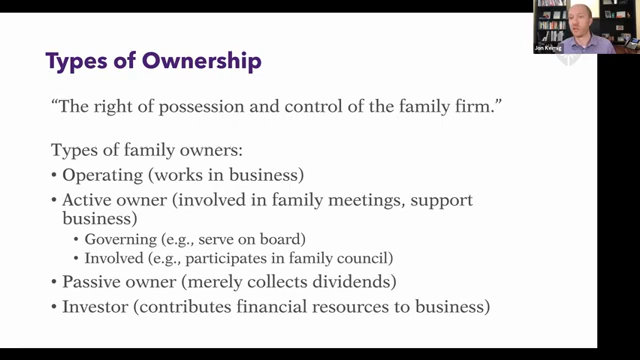 Types of Ownership
“The right of possession and control of the family firm.”
Types of family owners:
• Operating (works in business)
• Active owner (involved in family meetings, support
business)
• Governing (e.g., serve on board)
• Involved (e.g., participates in family council)
• Passive owner (merely collects dividends)
• Investor (contributes financial resources to business)
Jon